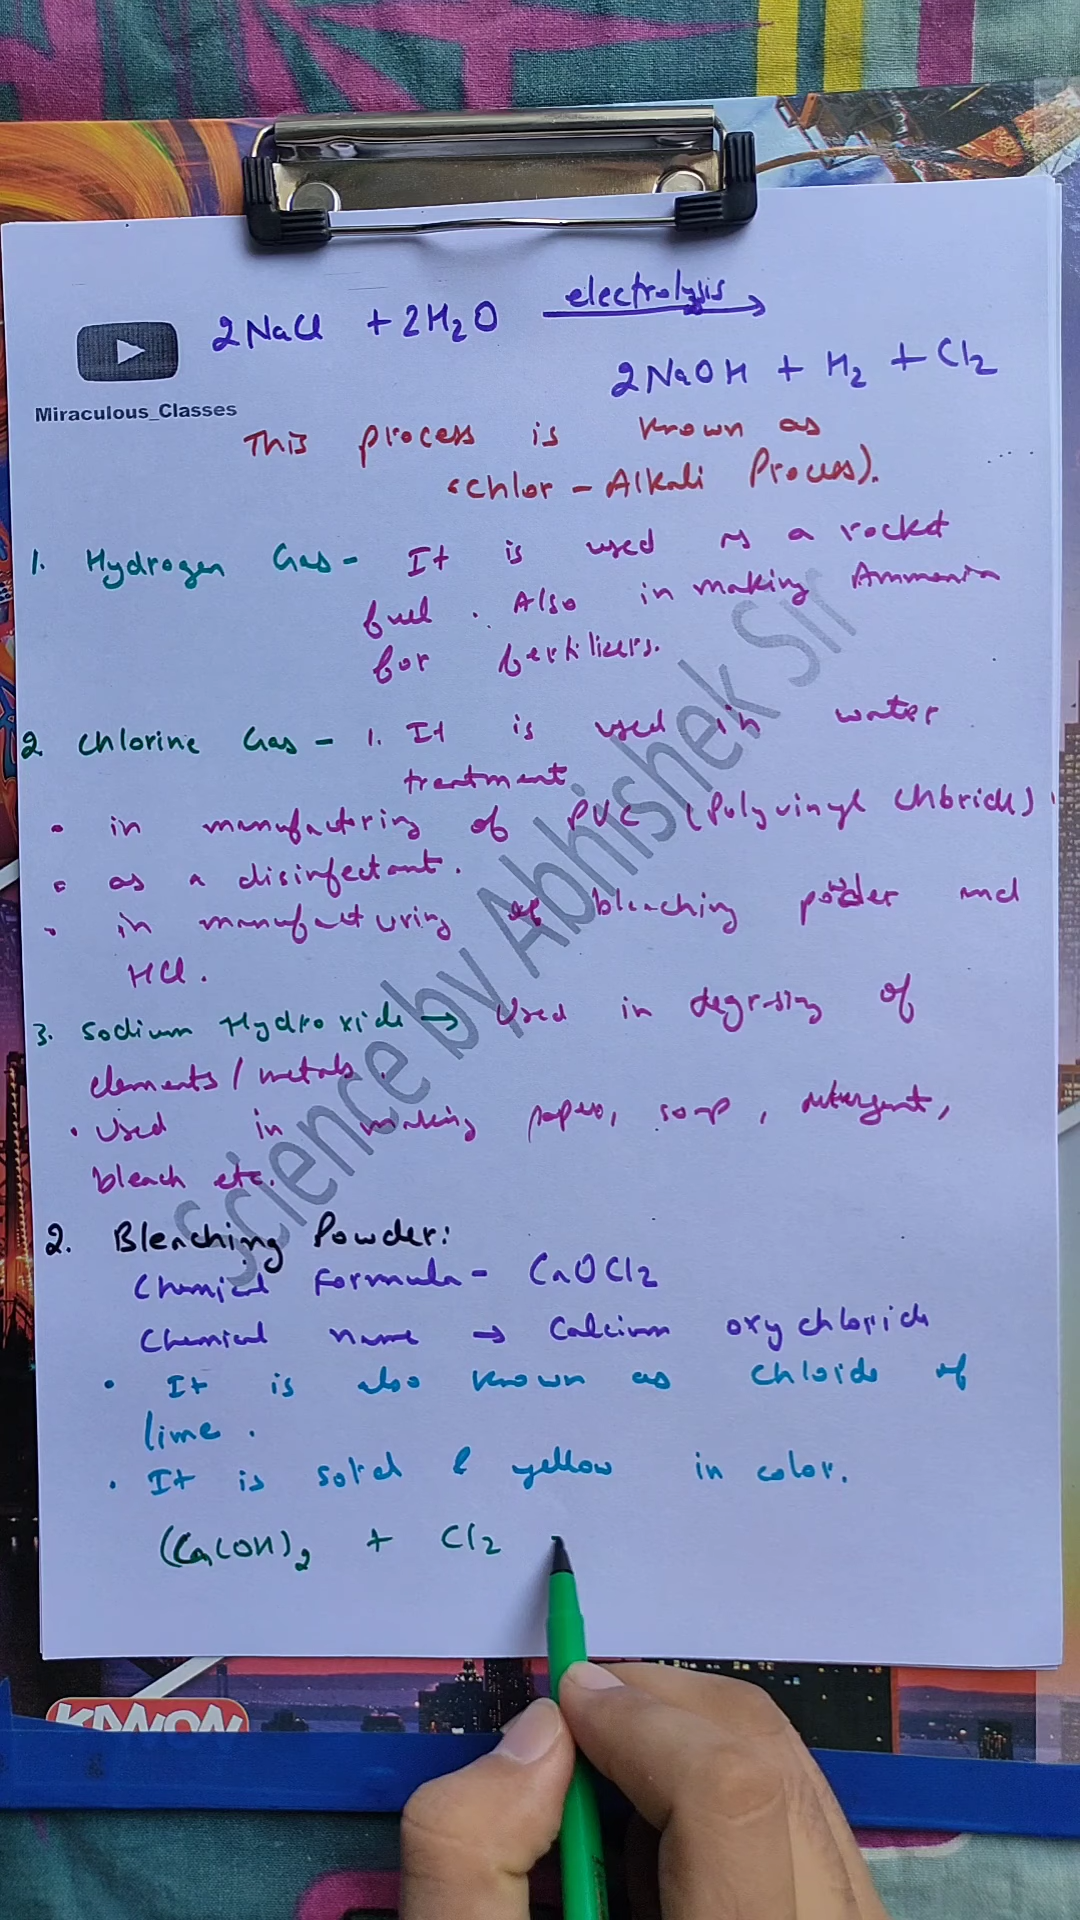 2NaCl + 2H2O electrolysis →
2NaOH + H2 + Cl2
Miraculous_Classes
This process is known as
(Chlor-Alkali Process).
1. Hydrogen Gas - It is used as a rocket
fuel. Also in making Ammonia
for fertilizers.
2 Chlorine Gas - 1. It is used in water
treatment
• in manufactoring of PVC (Polyvinyl Chloride)
• as a disinfectant.
• in manufacturing of bleaching powder and
HCl.
3. Sodium Hydroxide → Used in degrasing of
elements / metals.
• Used in making papers, soap, detergent,
bleach etc.
2. Bleaching Powder:
Chemical Formula - CaOCl2
Chemical name → Calcium oxychloride
• It is also known as chloride of
lime.
• It is solid & yellow in color.
(Ca(OH)2 + Cl2
Science by Abhishek Sir
KANON